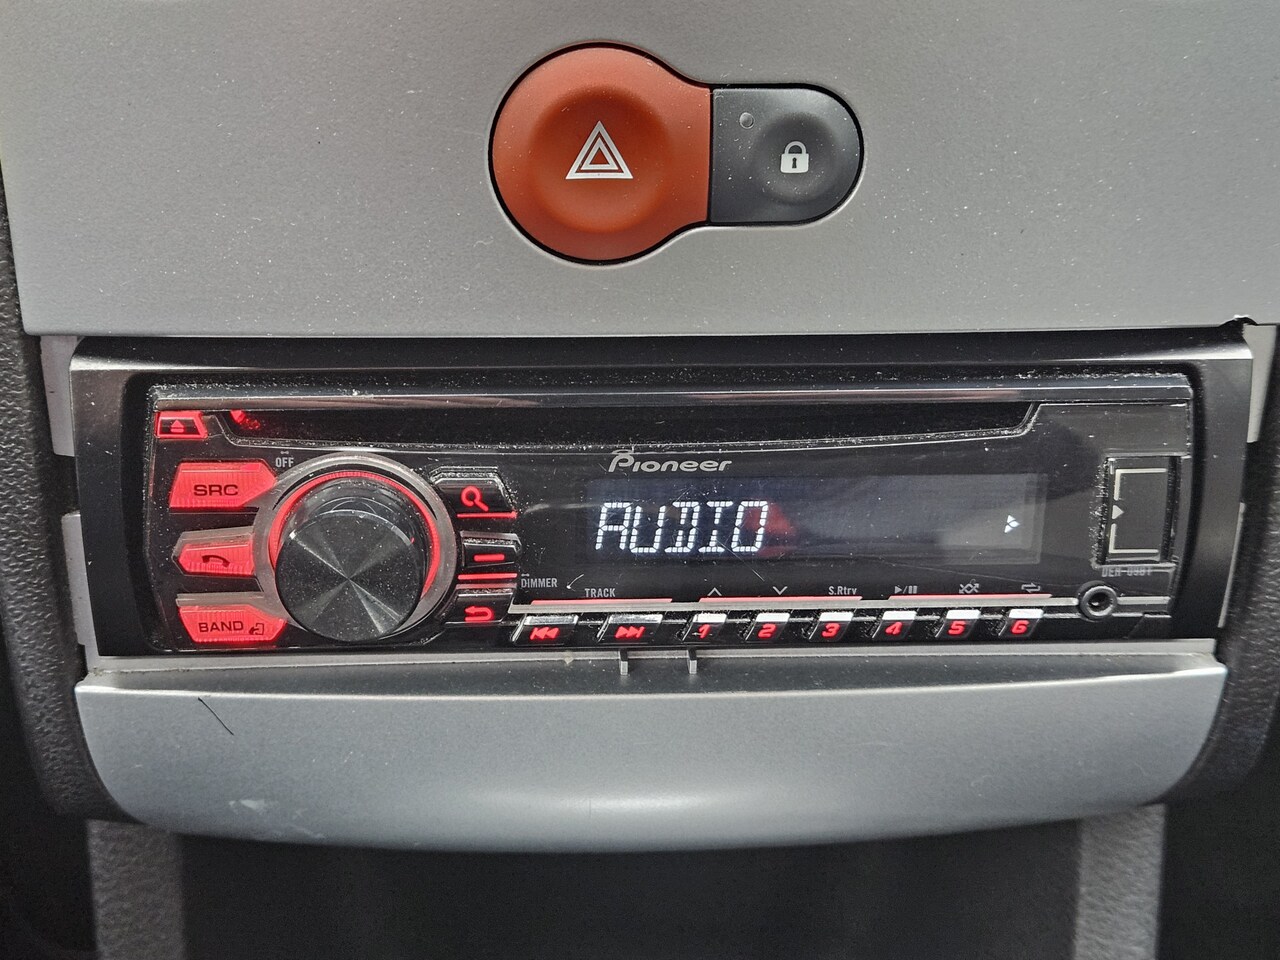 OFF
Pioneer
SRC
AUDIO
DIMMER
TRACK
S.Rtrv
BAND
1
2
3
4
5
6